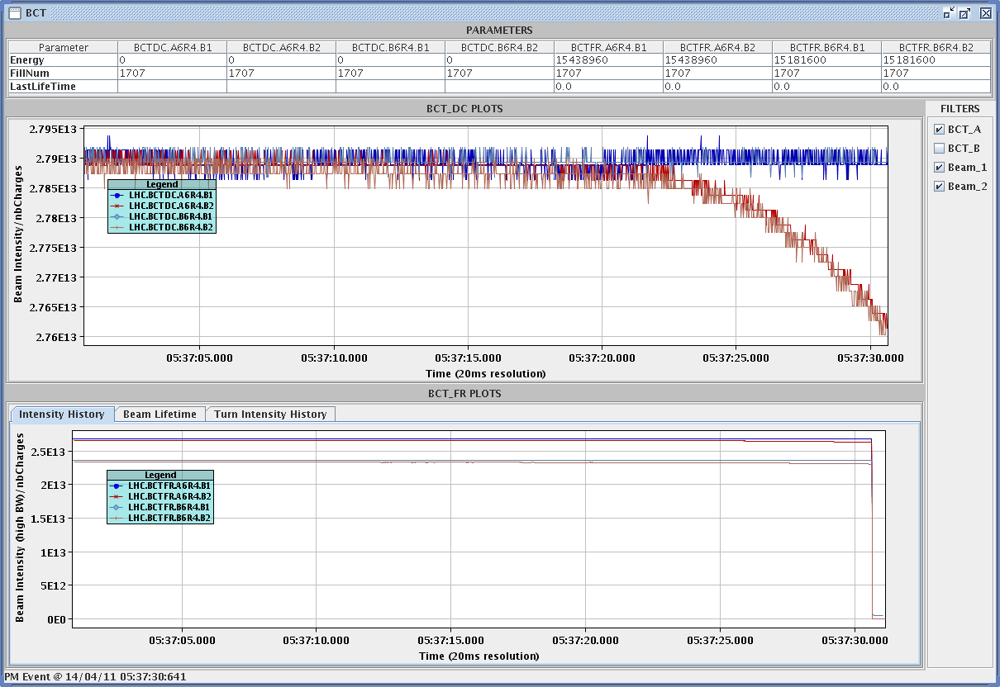 BCT
PARAMETERS
Parameter BCTDC.A6R4.B1 BCTDC.A6R4.B2 BCTDC.B6R4.B1 BCTDC.B6R4.B2 BCTFR.A6R4.B1 BCTFR.A6R4.B2 BCTFR.B6R4.B1 BCTFR.B6R4.B2
Energy 0 0 0 0 15438960 15438960 15181600 15181600
FillNum 1707 1707 1707 1707 1707 1707 1707 1707
LastLifeTime 0.0 0.0 0.0 0.0
BCT_DC PLOTS
Beam Intensity/nbCharges
2.795E13
2.79E13
2.785E13
2.78E13
2.775E13
2.77E13
2.765E13
2.76E13
Legend
LHC.BCTDC.A6R4.B1
LHC.BCTDC.A6R4.B2
LHC.BCTDC.B6R4.B1
LHC.BCTDC.B6R4.B2
05:37:05.000 05:37:10.000 05:37:15.000 05:37:20.000 05:37:25.000 05:37:30.000
Time (20ms resolution)
FILTERS
BCT_A
BCT_B
Beam_1
Beam_2
BCT_FR PLOTS
Intensity History Beam Lifetime Turn Intensity History
Beam Intensity (high BW)/nbCharges
2.5E13
2E13
1.5E13
1E13
5E12
0E0
Legend
LHC.BCTFR.A6R4.B1
LHC.BCTFR.A6R4.B2
LHC.BCTFR.B6R4.B1
LHC.BCTFR.B6R4.B2
05:37:05.000 05:37:10.000 05:37:15.000 05:37:20.000 05:37:25.000 05:37:30.000
Time (20ms resolution)
PM Event @ 14/04/11 05:37:30:641